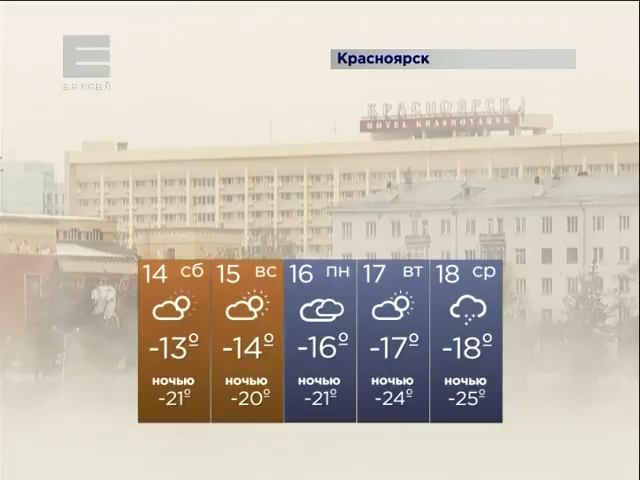 ЕНИСЕЙ
Красноярск
КРАСНОЯРСК
HOTEL KRASNOYARSK
14 сб 15 вс 16 пн 17 вт 18 ср
-13° -14° -16° -17° -18°
ночью ночью ночью ночью ночью
-21° -20° -21° -24° -25°